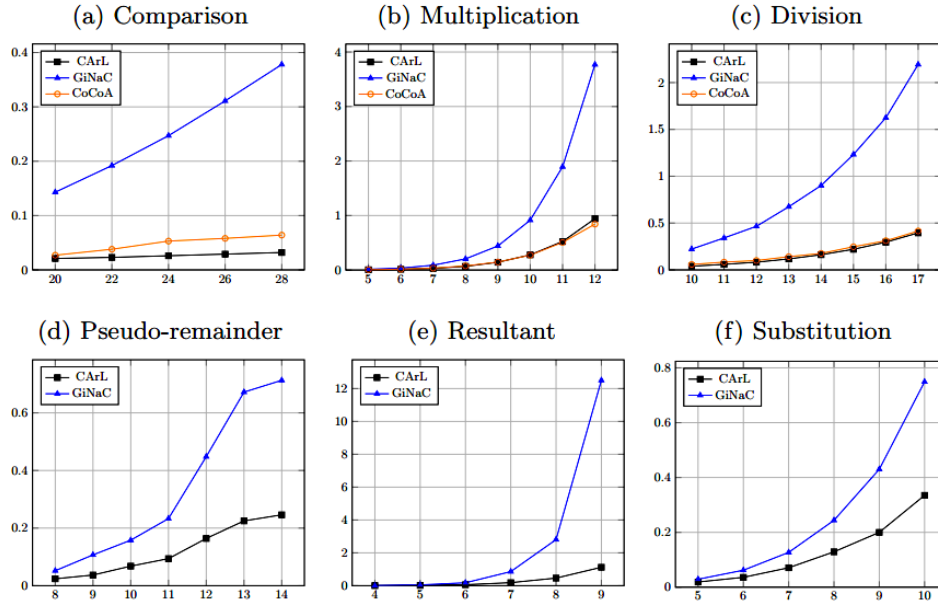 (a) Comparison
0.4
0.3
0.2
0.1
0
20 22 24 26 28
CArL
GiNaC
CoCoA
(b) Multiplication
4
3
2
1
0
5 6 7 8 9 10 11 12
CArL
GiNaC
CoCoA
(c) Division
2
1.5
1
0.5
0
10 11 12 13 14 15 16 17
CArL
GiNaC
CoCoA
(d) Pseudo-remainder
0.6
0.4
0.2
0
8 9 10 11 12 13 14
CArL
GiNaC
(e) Resultant
12
10
8
6
4
2
0
4 5 6 7 8 9
CArL
GiNaC
(f) Substitution
0.8
0.6
0.4
0.2
0
5 6 7 8 9 10
CArL
GiNaC